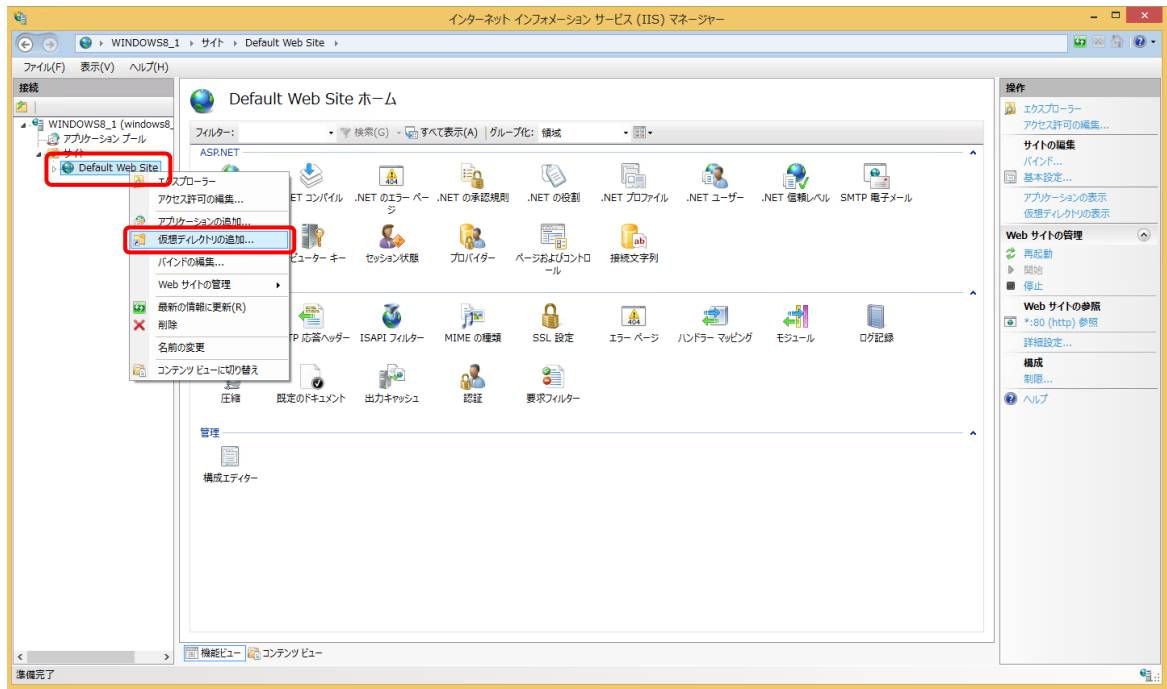 インターネット インフォメーション サービス (IIS) マネージャー
WINDOWS8_1 サイト Default Web Site
ファイル(F) 表示(V) ヘルプ(H)
接続
WINDOWS8_1 (windows8_
アプリケーション プール
サイト
Default Web Site
エクスプローラー
アクセス許可の編集...
アプリケーションの追加...
仮想ディレクトリの追加...
バインドの編集...
Web サイトの管理
最新の情報に更新(R)
削除
名前の変更
コンテンツ ビューに切り替え
Default Web Site ホーム
フィルター: 検索(G) すべて表示(A) グループ化: 領域
ASP.NET
ET コンパイル
.NET のエラー ページ
.NET の承認規則
.NET の役割
.NET プロファイル
.NET ユーザー
.NET 信頼レベル
SMTP 電子メール
ピューター キー
セッション状態
プロバイダー
ページおよびコントロール
接続文字列
TP 応答ヘッダー
ISAPI フィルター
MIME の種類
SSL 設定
エラー ページ
ハンドラー マッピング
モジュール
ログ記録
圧縮
既定のドキュメント
出力キャッシュ
認証
要求フィルター
管理
構成エディター
機能ビュー コンテンツ ビュー
操作
エクスプローラー
アクセス許可の編集...
サイトの編集
バインド...
基本設定...
アプリケーションの表示
仮想ディレクトリの表示
Web サイトの管理
再起動
開始
停止
Web サイトの参照
*:80 (http) 参照
詳細設定...
構成
制限...
ヘルプ
準備完了